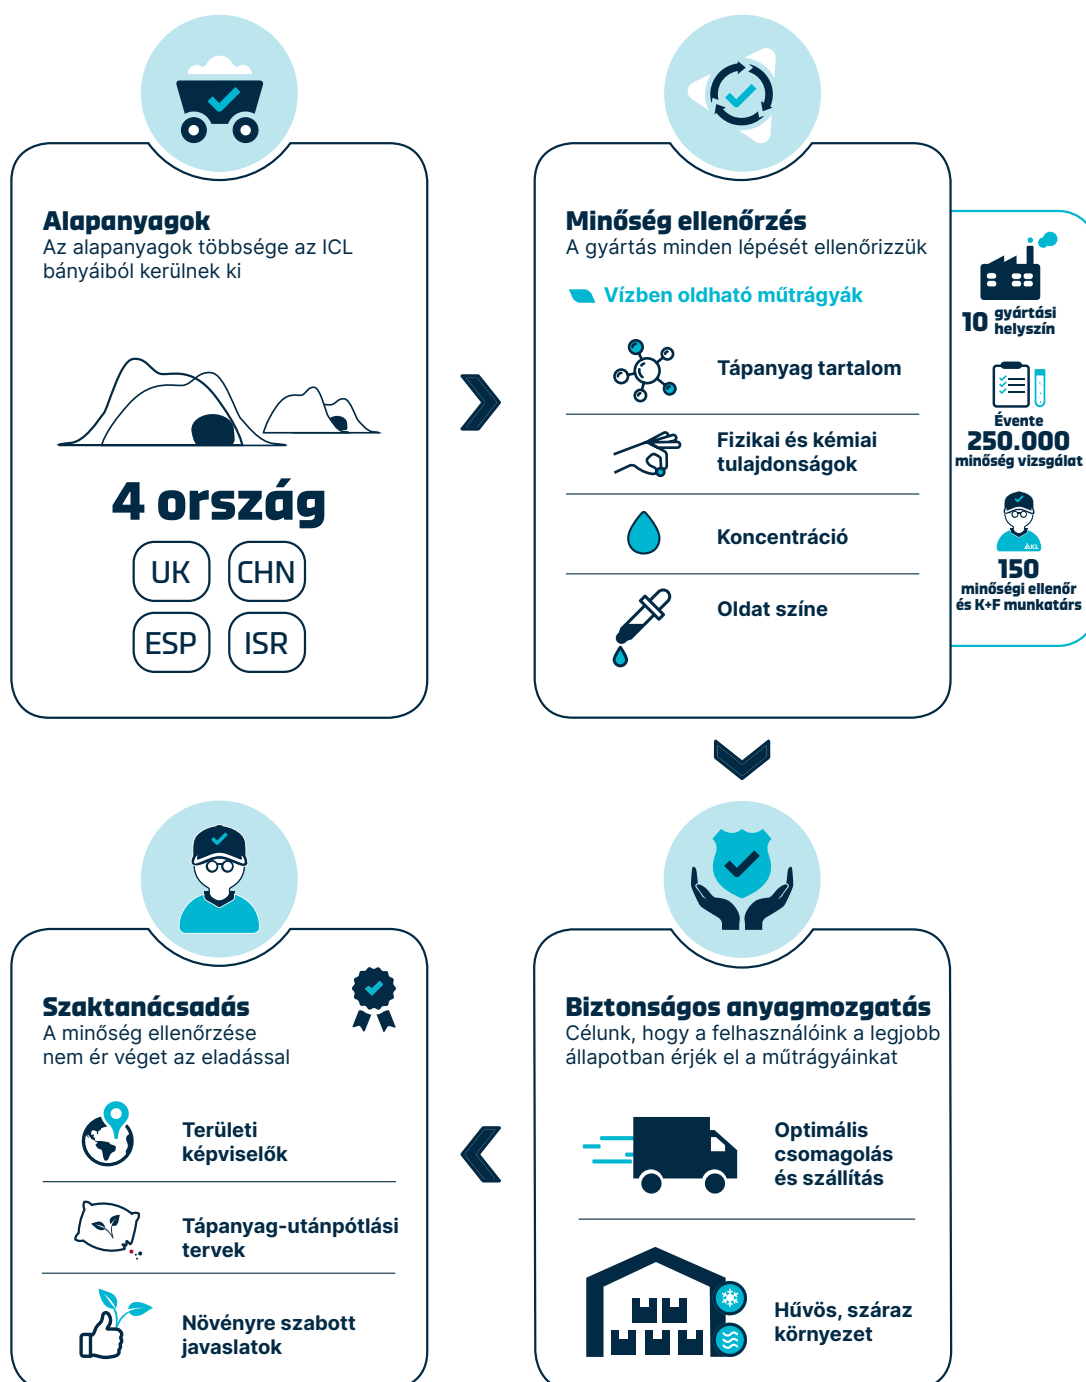 Alapanyagok
Az alapanyagok többsége az ICL
bányáiból kerülnek ki
4 ország
UK
CHN
ESP
ISR
Minőség ellenőrzés
A gyártás minden lépését ellenőrizzük
Vízben oldható műtrágyák
Tápanyag tartalom
Fizikai és kémiai
tulajdonságok
Koncentráció
Oldat színe
10 gyártási
helyszín
Évente
250.000
minőség vizsgálat
ICL
150
minőségi ellenőr
és K+F munkatárs
Biztonságos anyagmozgatás
Célunk, hogy a felhasználóink a legjobb
állapotban érjék el a műtrágyáinkat
Optimális
csomagolás
és szállítás
Hűvös, száraz
környezet
Szaktanácsadás
A minőség ellenőrzése
nem ér véget az eladással
Területi
képviselők
Tápanyag-utánpótlási
tervek
Növényre szabott
javaslatok